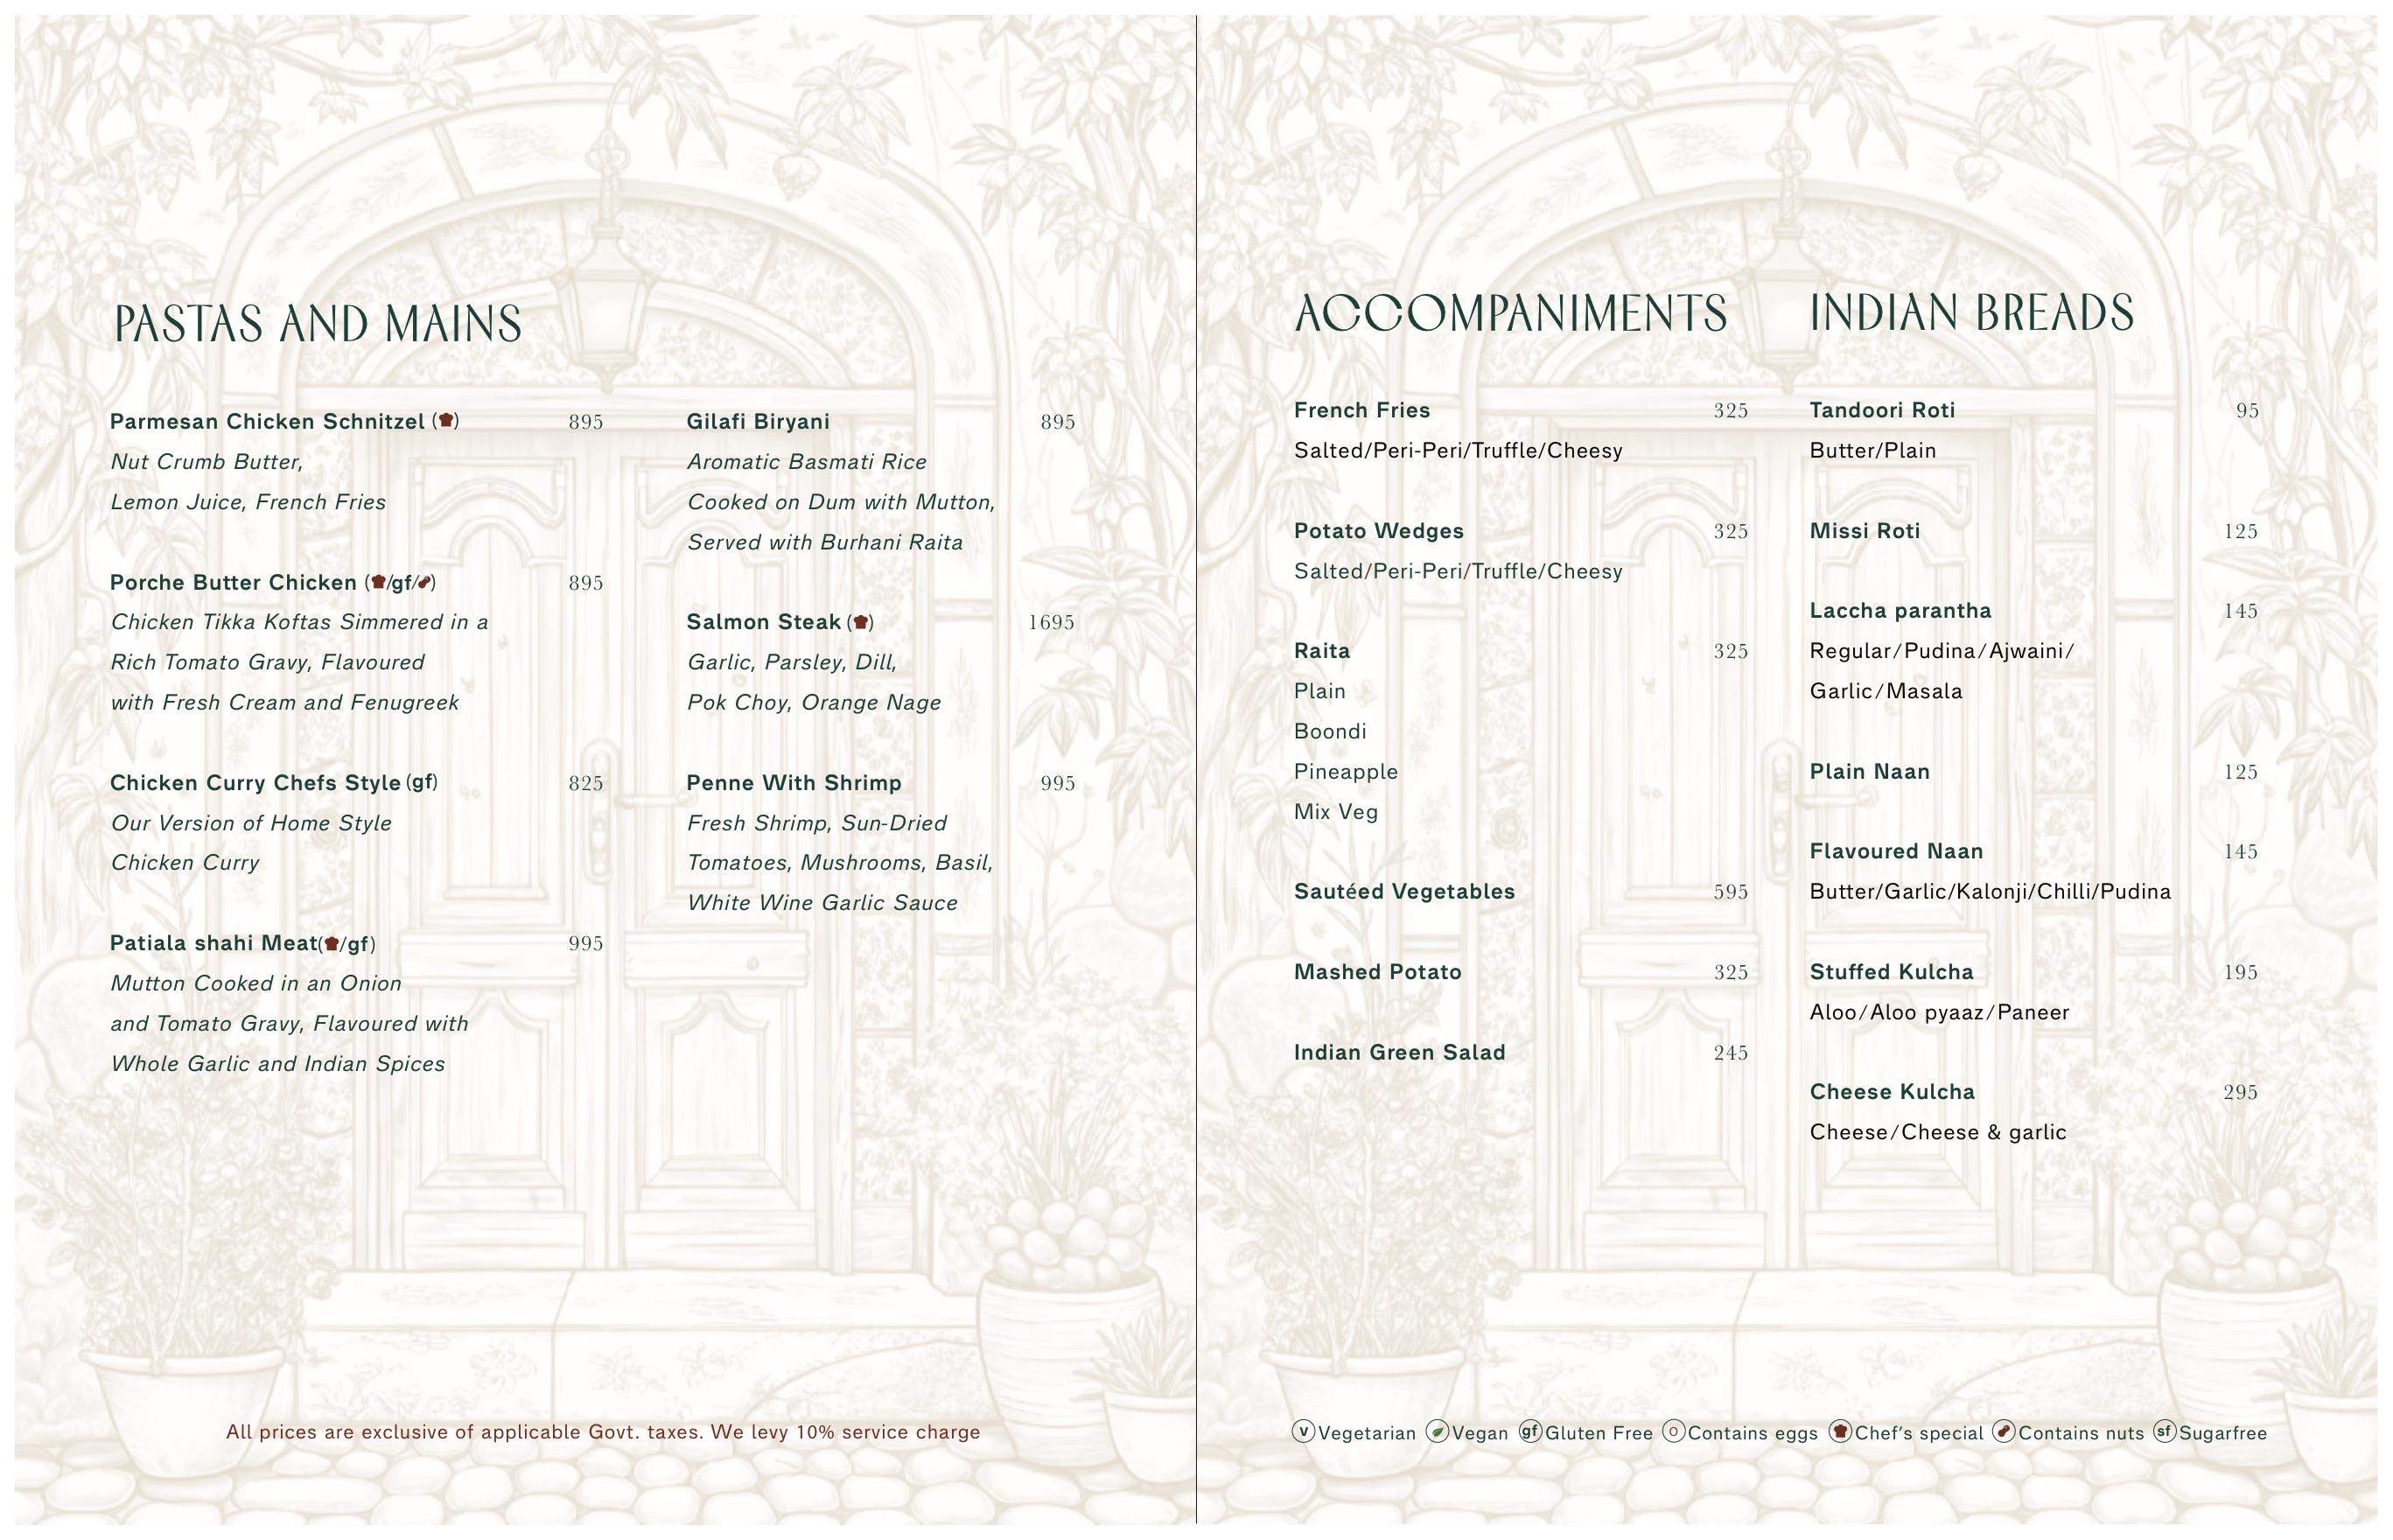 PASTAS AND MAINS
Parmesan Chicken Schnitzel () 895
Nut Crumb Butter,
Lemon Juice, French Fries
Porche Butter Chicken (/gf/) 895
Chicken Tikka Koftas Simmered in a
Rich Tomato Gravy, Flavoured
with Fresh Cream and Fenugreek
Chicken Curry Chefs Style (gf) 825
Our Version of Home Style
Chicken Curry
Patiala shahi Meat(/gf) 995
Mutton Cooked in an Onion
and Tomato Gravy, Flavoured with
Whole Garlic and Indian Spices
Gilafi Biryani 895
Aromatic Basmati Rice
Cooked on Dum with Mutton,
Served with Burhani Raita
Salmon Steak () 1695
Garlic, Parsley, Dill,
Pok Choy, Orange Nage
Penne With Shrimp 995
Fresh Shrimp, Sun-Dried
Tomatoes, Mushrooms, Basil,
White Wine Garlic Sauce
All prices are exclusive of applicable Govt. taxes. We levy 10% service charge
ACCOMPANIMENTS
French Fries 325
Salted/Peri-Peri/Truffle/Cheesy
Potato Wedges 325
Salted/Peri-Peri/Truffle/Cheesy
Raita 325
Plain
Boondi
Pineapple
Mix Veg
Sautéed Vegetables 595
Mashed Potato 325
Indian Green Salad 245
INDIAN BREADS
Tandoori Roti 95
Butter/Plain
Missi Roti 125
Laccha parantha 145
Regular/Pudina/Ajwaini/
Garlic/Masala
Plain Naan 125
Flavoured Naan 145
Butter/Garlic/Kalonji/Chilli/Pudina
Stuffed Kulcha 195
Aloo/Aloo pyaaz/Paneer
Cheese Kulcha 295
Cheese/Cheese & garlic
v Vegetarian Vegan gf Gluten Free O Contains eggs Chef's special Contains nuts sf Sugarfree